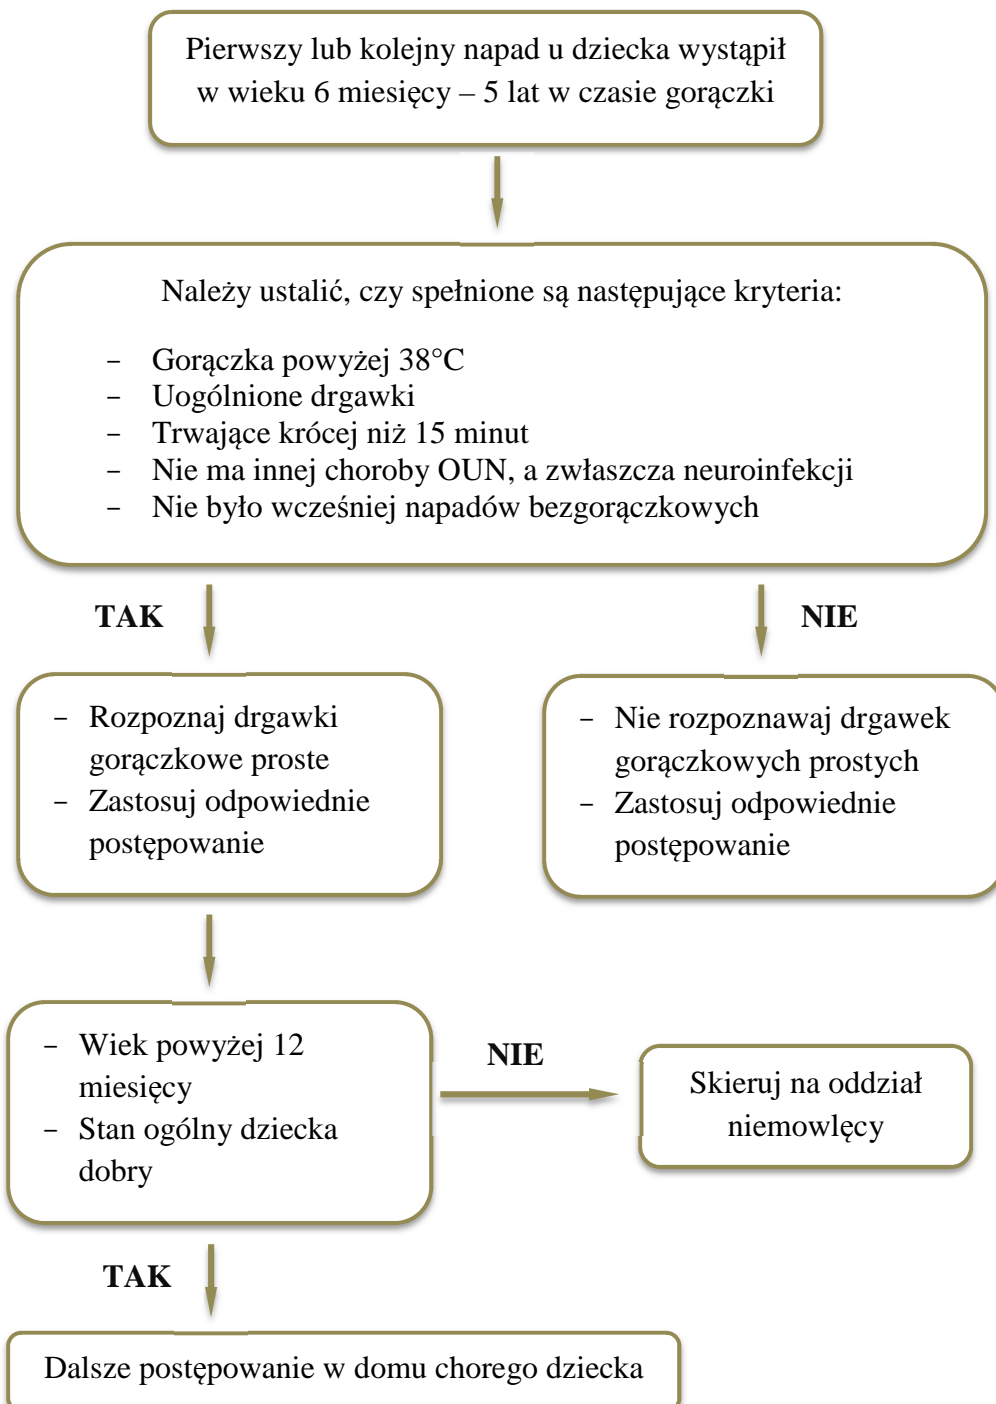 Pierwszy lub kolejny napad u dziecka wystąpił
w wieku 6 miesięcy – 5 lat w czasie gorączki
Należy ustalić, czy spełnione są następujące kryteria:
- Gorączka powyżej 38°C
- Uogólnione drgawki
- Trwające krócej niż 15 minut
- Nie ma innej choroby OUN, a zwłaszcza neuroinfekcji
- Nie było wcześniej napadów bezgorączkowych
TAK
NIE
- Rozpoznaj drgawki
gorączkowe proste
- Zastosuj odpowiednie
postępowanie
- Nie rozpoznawaj drgawek
gorączkowych prostych
- Zastosuj odpowiednie
postępowanie
- Wiek powyżej 12
miesięcy
- Stan ogólny dziecka
dobry
NIE
Skieruj na oddział
niemowlęcy
TAK
Dalsze postępowanie w domu chorego dziecka